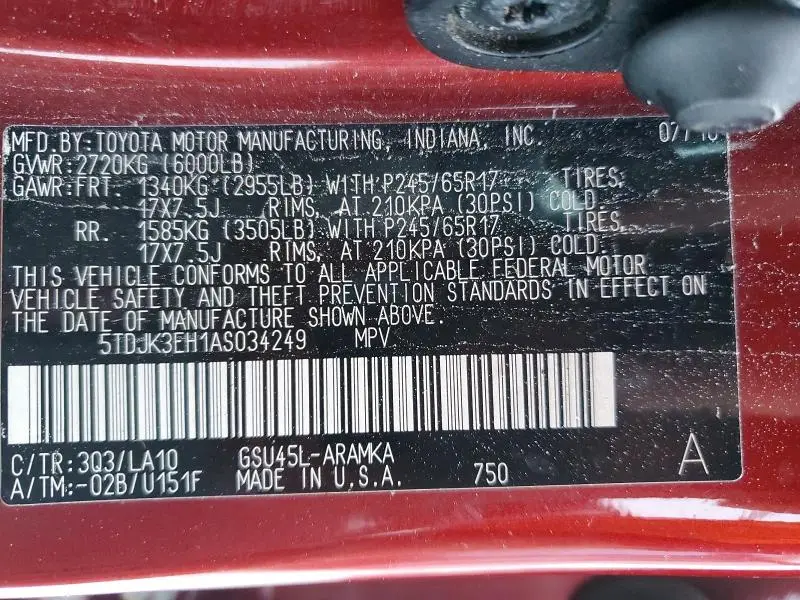 MFD.BY:TOYOTA MOTOR MANUFACTURING, INDIANA, INC.
GVWR:2720KG (6000LB)
GAWR:FRT. 1340KG (2955LB) WITH P245/65R17 TIRES,
17X7.5J RIMS, AT 210KPA (30PSI) COLD.
RR. 1585KG (3505LB) WITH P245/65R17 TIRES,
17X7.5J RIMS, AT 210KPA (30PSI) COLD.
THIS VEHICLE CONFORMS TO ALL APPLICABLE FEDERAL MOTOR
VEHICLE SAFETY AND THEFT PREVENTION STANDARDS IN EFFECT ON
THE DATE OF MANUFACTURE SHOWN ABOVE.
5TDJK3EH1AS034249 MPV
C/TR:3Q3/LA10 GSU45L-ARAMKA
A/TM:-02B/U151F MADE IN U.S.A. 750 A